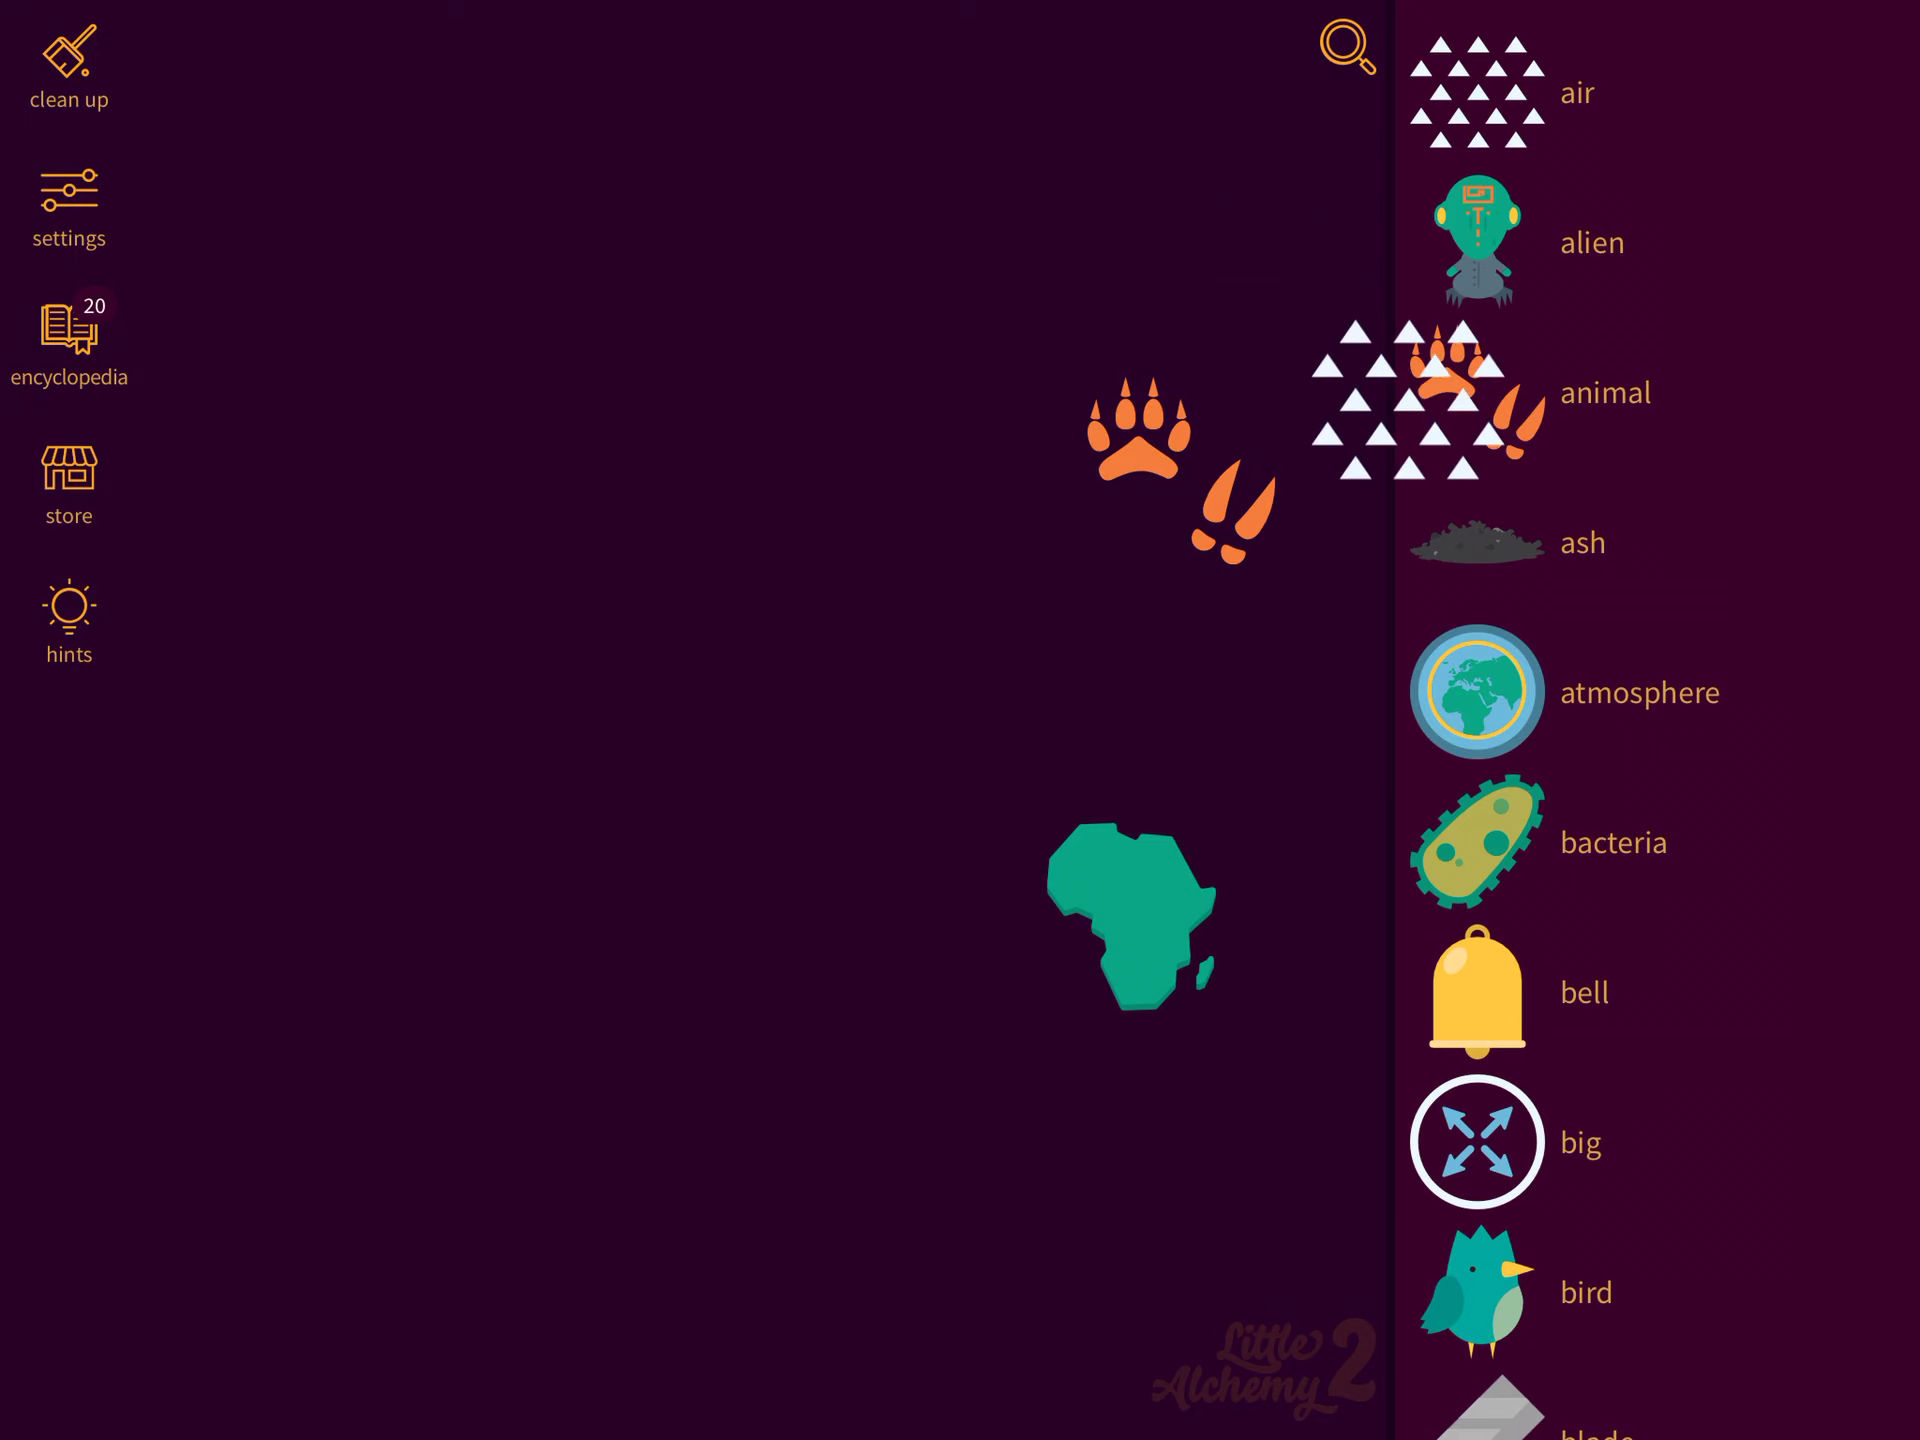 clean up
settings
20
encyclopedia
store
hints
air
alien
animal
ash
atmosphere
bacteria
bell
big
bird
Little
Alchemy 2